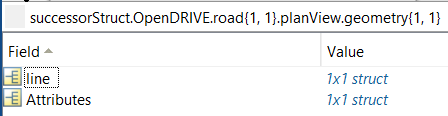 successorStruct.OpenDRIVE.road{1, 1}.planView.geometry{1, 1}
Field Value
line 1x1 struct
Attributes 1x1 struct